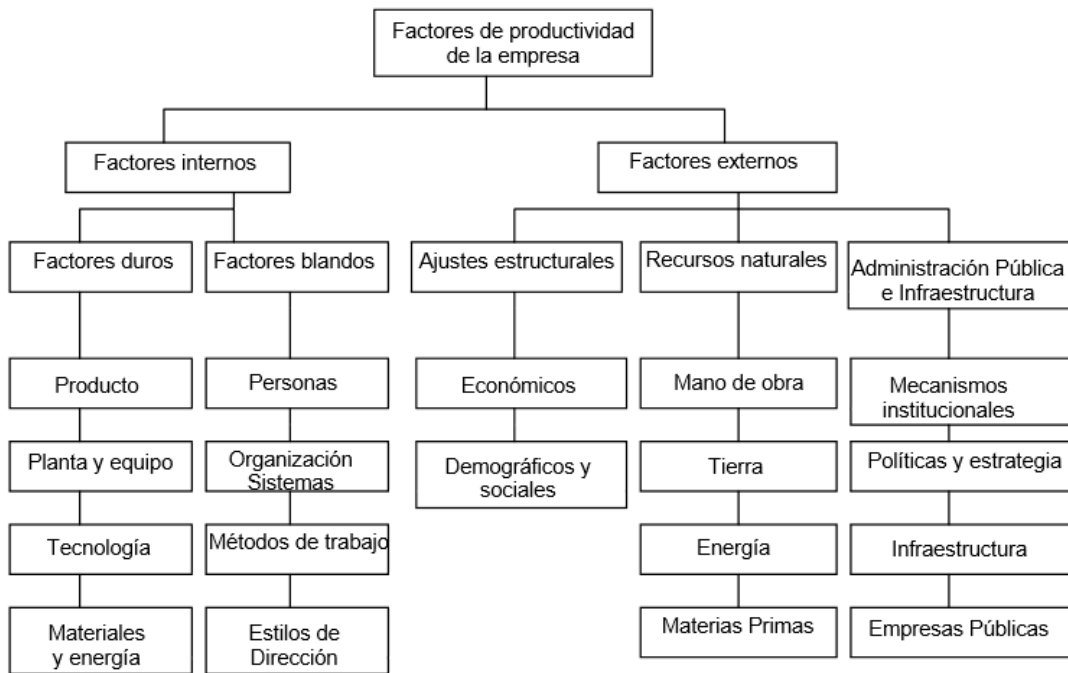 Factores de productividad
de la empresa
Factores internos
Factores externos
Factores duros
Factores blandos
Ajustes estructurales
Recursos naturales
Administración Pública
e Infraestructura
Producto
Personas
Económicos
Mano de obra
Mecanismos
institucionales
Planta y equipo
Organización
Sistemas
Demográficos y
sociales
Tierra
Políticas y estrategia
Tecnología
Métodos de trabajo
Energía
Infraestructura
Materiales
y energía
Estilos de
Dirección
Materias Primas
Empresas Públicas